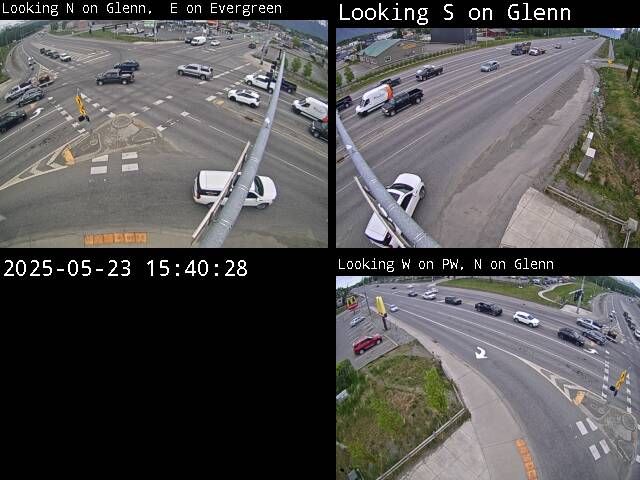 Looking N on Glenn,  E on Evergreen
Looking S on Glenn
2025-05-23 15:40:28
Looking W on PW, N on Glenn